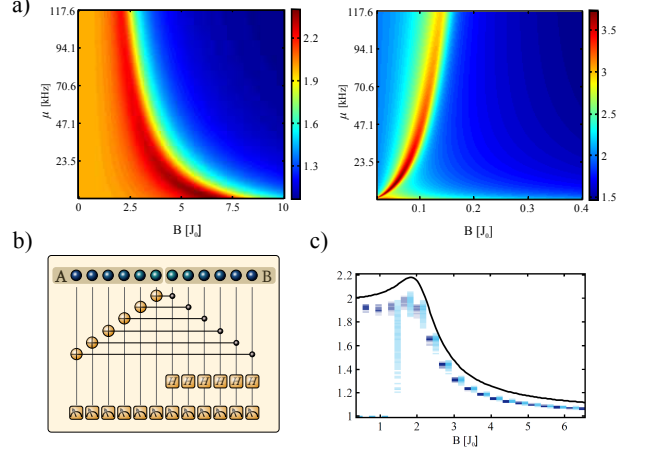 a)
117.6
94.1
70.6
47.1
23.5
μ [kHz]
0 2.5 5 7.5 10
B [J₀]
2.2
1.9
1.6
1.3
117.6
94.1
70.6
47.1
23.5
μ [kHz]
0.1 0.2 0.3 0.4
B [J₀]
3.5
3
2.5
2
1.5
b)
A B
H H H H H H
c)
2.2
2
1.8
1.6
1.4
1.2
1
1 2 3 4 5 6
B [J₀]